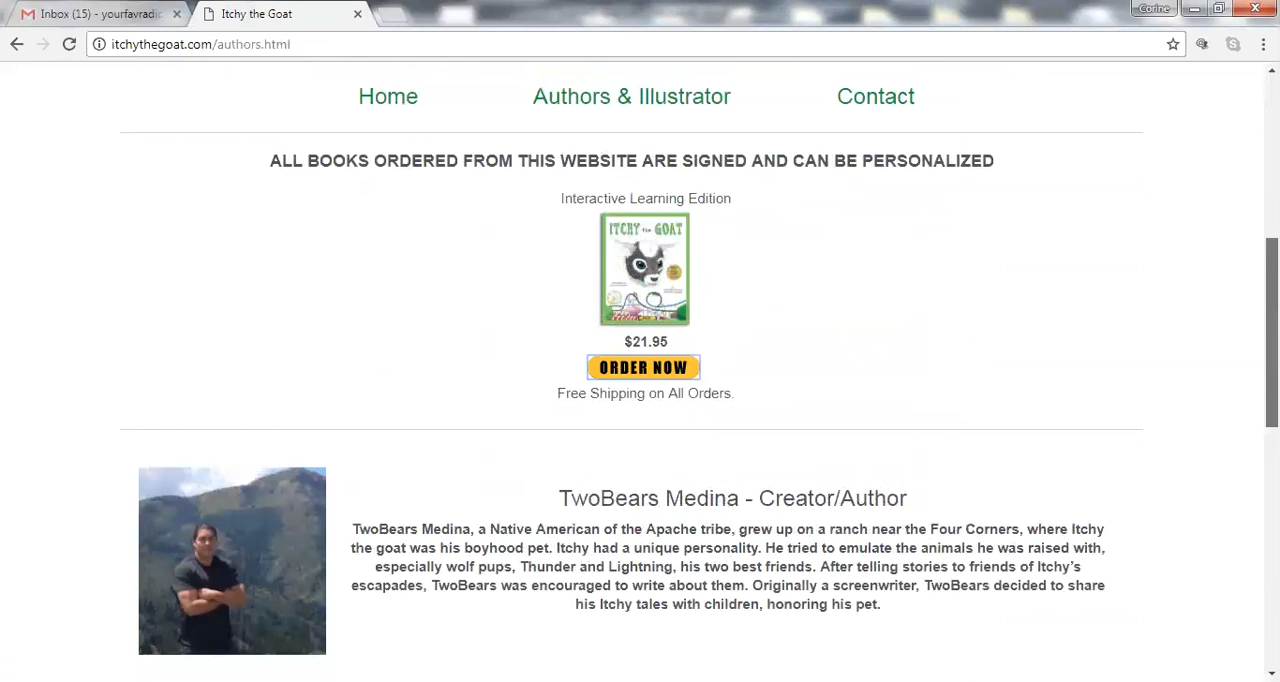 Inbox (15) - yourfavradic
Itchy the Goat
Corine
itchythegoat.com/authors.html
Home
Authors & Illustrator
Contact
ALL BOOKS ORDERED FROM THIS WEBSITE ARE SIGNED AND CAN BE PERSONALIZED
Interactive Learning Edition
ITCHY the GOAT
$21.95
ORDER NOW
Free Shipping on All Orders.
TwoBears Medina - Creator/Author
TwoBears Medina, a Native American of the Apache tribe, grew up on a ranch near the Four Corners, where Itchy
the goat was his boyhood pet. Itchy had a unique personality. He tried to emulate the animals he was raised with,
especially wolf pups, Thunder and Lightning, his two best friends. After telling stories to friends of Itchy's
escapades, TwoBears was encouraged to write about them. Originally a screenwriter, TwoBears decided to share
his Itchy tales with children, honoring his pet.